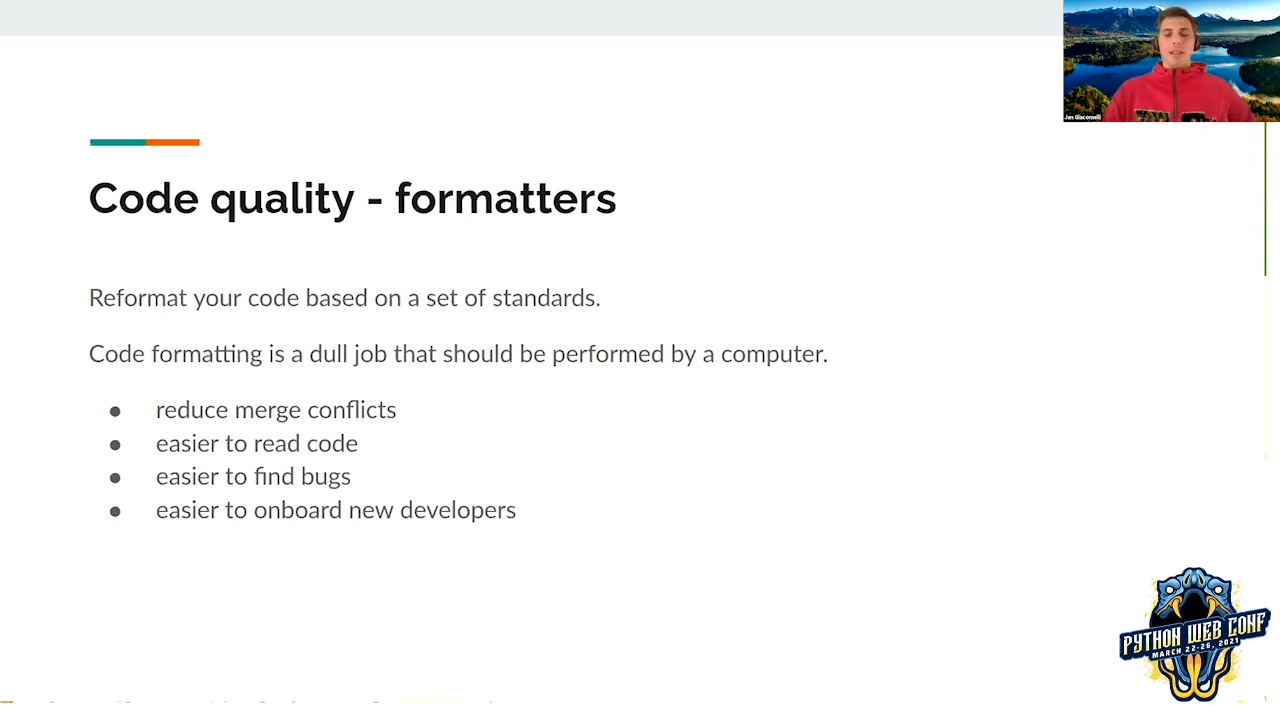 Jan Giacomelli
Code quality - formatters
Reformat your code based on a set of standards.
Code formatting is a dull job that should be performed by a computer.
● reduce merge conflicts
● easier to read code
● easier to find bugs
● easier to onboard new developers
PYTHON WEB CONF
MARCH 22-26, 2021